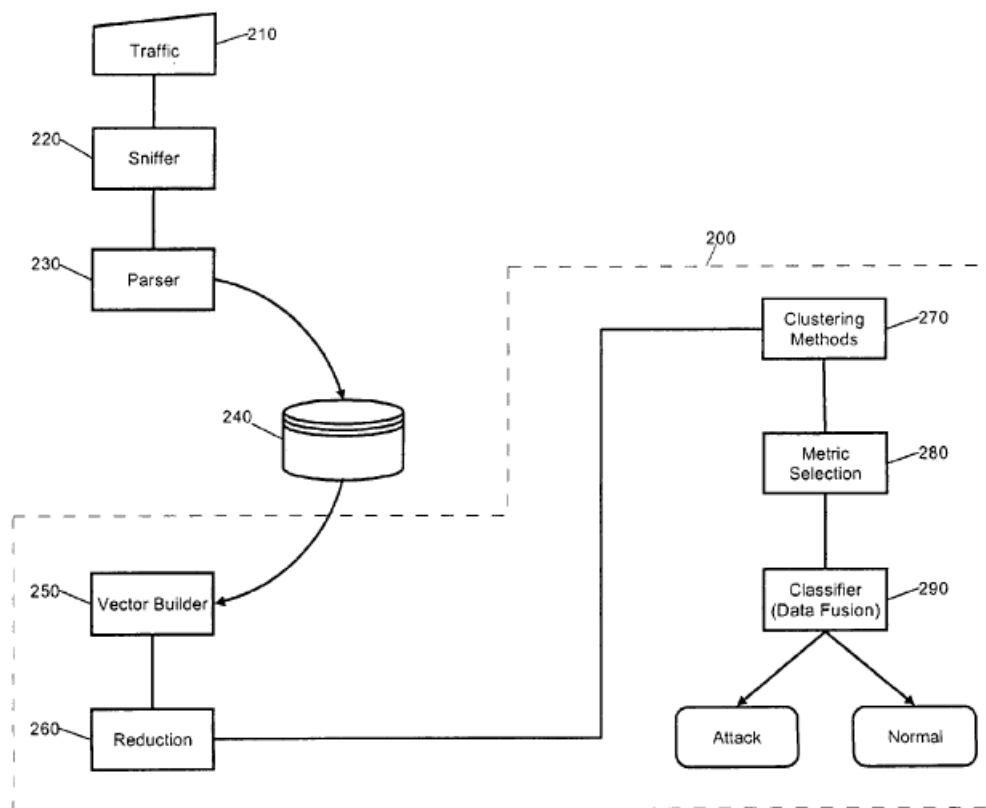 Traffic
210
220
Sniffer
230
Parser
240
200
Clustering
Methods
270
Metric
Selection
280
250
Vector Builder
Classifier
(Data Fusion)
290
260
Reduction
Attack
Normal